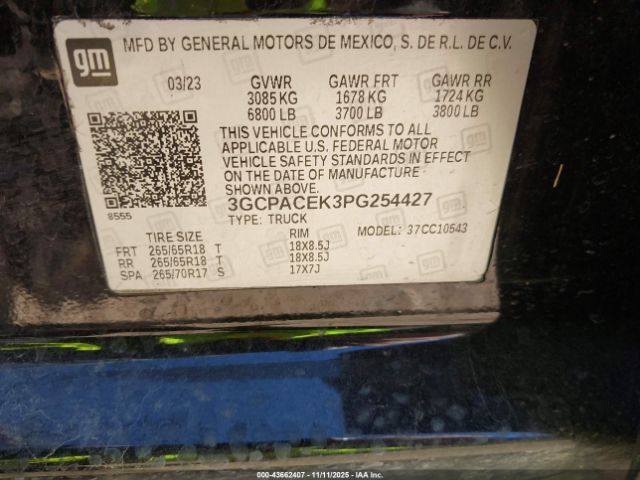 gm
MFD BY GENERAL MOTORS DE MEXICO, S. DE R.L. DE C.V.
03/23 GVWR GAWR FRT GAWR RR
3085 KG 1678 KG 1724 KG
6800 LB 3700 LB 3800 LB
THIS VEHICLE CONFORMS TO ALL
APPLICABLE U.S. FEDERAL MOTOR
VEHICLE SAFETY STANDARDS IN EFFECT
ON THE DATE OF MANUFACTURE
SHOWN ABOVE.
8555 3GCPACEK3PG254427
TYPE: TRUCK MODEL: 37CC10543
TIRE SIZE RIM
FRT 265/65R18 T 18X8.5J
RR 265/65R18 T 18X8.5J
SPA 265/70R17 S 17X7J
000-43662407 - 11/11/2025 - IAA Corp.